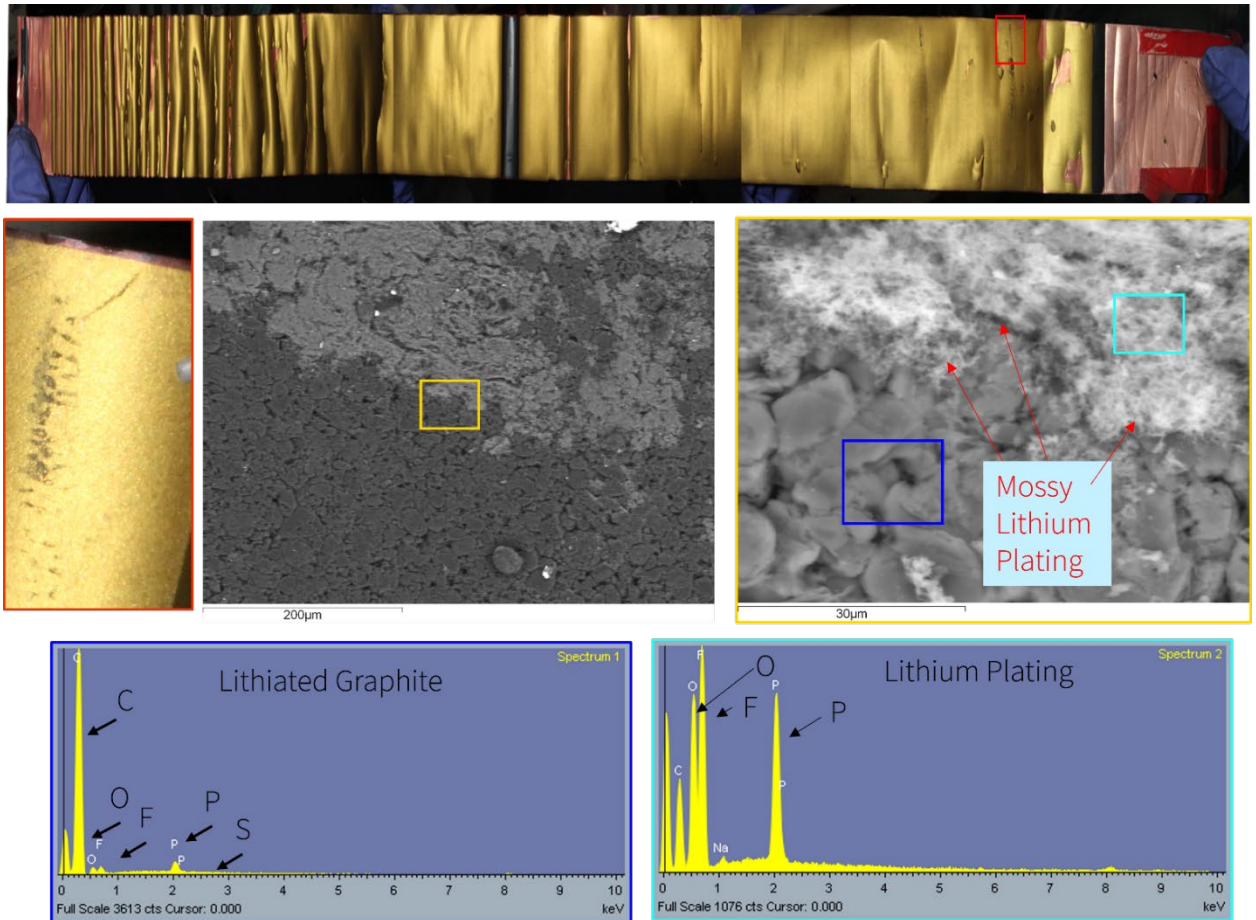 200µm
30µm
Mossy
Lithium
Plating
Spectrum 1
Lithiated Graphite
C
C
O
F
P
S
F
O
P
P
0 1 2 3 4 5 6 7 8 9 10
Full Scale 3613 cts Cursor: 0.000
keV
Spectrum 2
Lithium Plating
F
O
O
F
P
P
C
P
Na
0 1 2 3 4 5 6 7 8 9 10
Full Scale 1076 cts Cursor: 0.000
keV